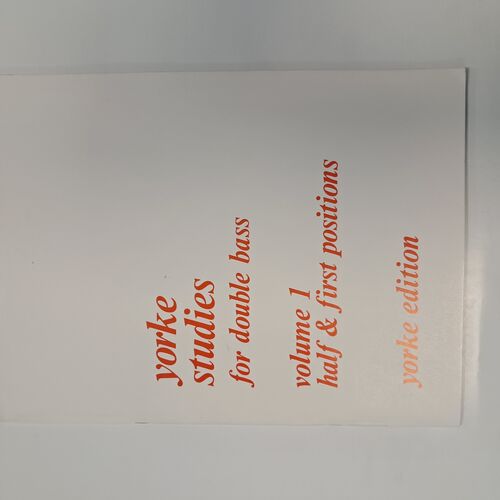 yorke
studies
for double bass
volume 1
half & first positions
yorke edition